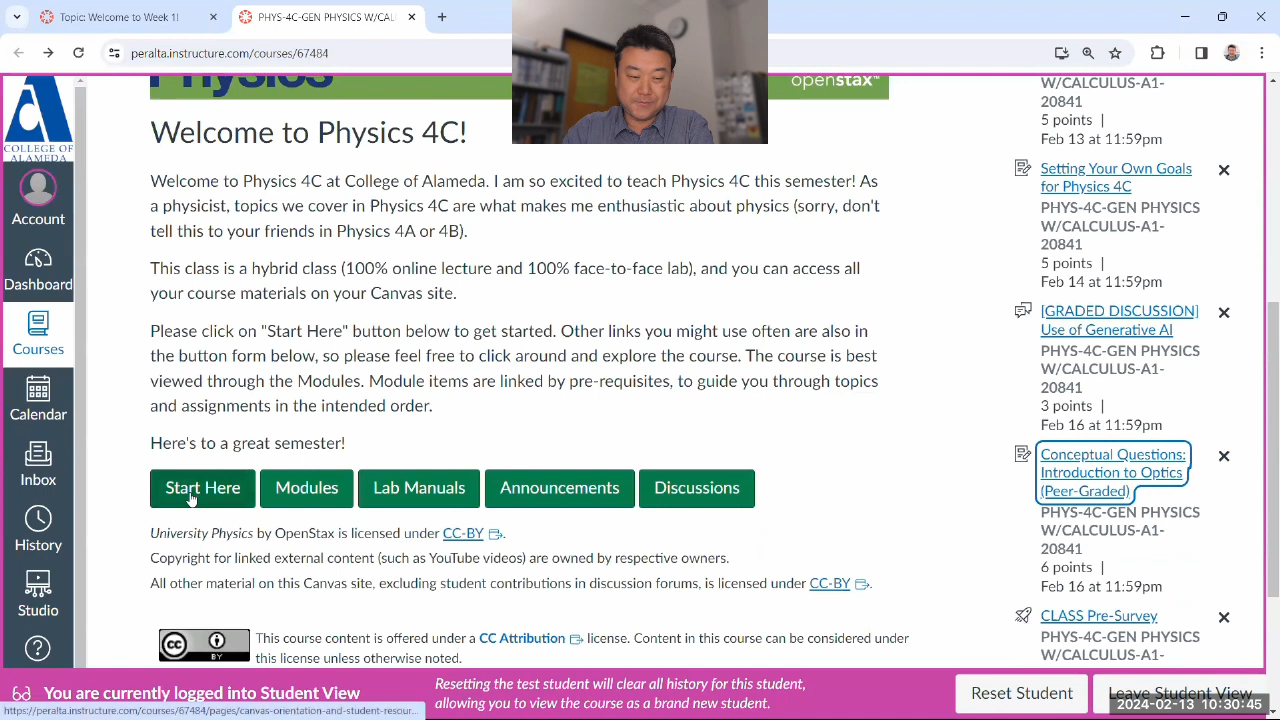 peralta.instructure.com/courses/67484
COLLEGE OF
ALAMEDA
Account
Dashboard
Courses
Calendar
Inbox
History
Studio
Physics
openstax™
Welcome to Physics 4C!
Welcome to Physics 4C at College of Alameda. I am so excited to teach Physics 4C this semester! As
a physicist, topics we cover in Physics 4C are what makes me enthusiastic about physics (sorry, don't
tell this to your friends in Physics 4A or 4B).
This class is a hybrid class (100% online lecture and 100% face-to-face lab), and you can access all
your course materials on your Canvas site.
Please click on "Start Here" button below to get started. Other links you might use often are also in
the button form below, so please feel free to click around and explore the course. The course is best
viewed through the Modules. Module items are linked by pre-requisites, to guide you through topics
and assignments in the intended order.
Here's to a great semester!
Start Here
Modules
Lab Manuals
Announcements
Discussions
University Physics by OpenStax is licensed under CC-BY.
Copyright for linked external content (such as YouTube videos) are owned by respective owners.
All other material on this Canvas site, excluding student contributions in discussion forums, is licensed under CC-BY.
cc BY
This course content is offered under a CC Attribution license. Content in this course can be considered under
this license unless otherwise noted.
W/CALCULUS-A1-
20841
5 points |
Feb 13 at 11:59pm
Setting Your Own Goals
for Physics 4C
PHYS-4C-GEN PHYSICS
W/CALCULUS-A1-
20841
5 points |
Feb 14 at 11:59pm
[GRADED DISCUSSION]
Use of Generative AI
PHYS-4C-GEN PHYSICS
W/CALCULUS-A1-
20841
3 points |
Feb 16 at 11:59pm
Conceptual Questions:
Introduction to Optics
(Peer-Graded)
PHYS-4C-GEN PHYSICS
W/CALCULUS-A1-
20841
6 points |
Feb 16 at 11:59pm
CLASS Pre-Survey
PHYS-4C-GEN PHYSICS
W/CALCULUS-A1-
You are currently logged into Student View
Resetting the test student will clear all history for this student,
allowing you to view the course as a brand new student.
Reset Student
Leave Student View
https://peralta.instructure.com/courses/67484/pages/canvas-orientation-and-student-resour...
2024-02-13 10:30:45